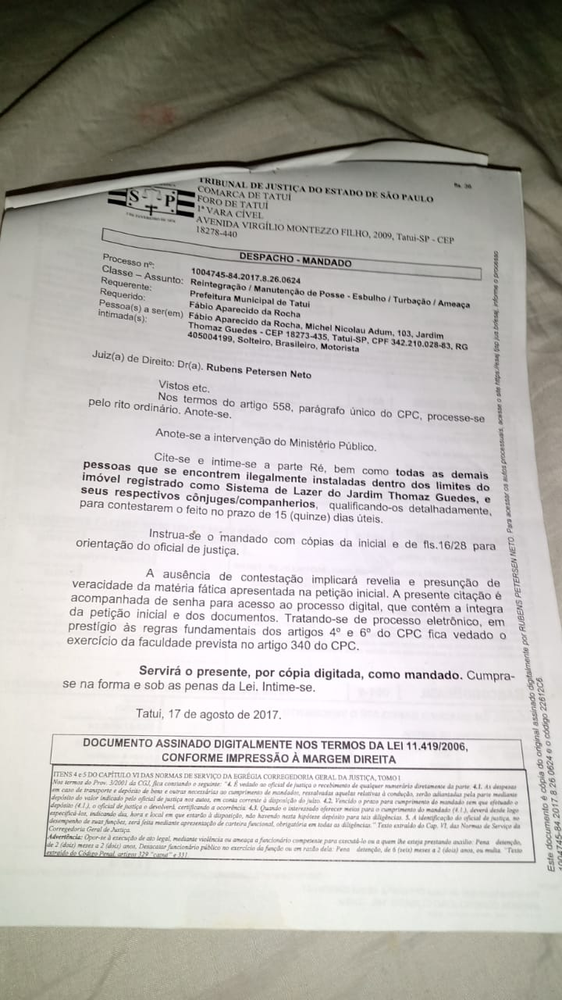 fls. 36
TRIBUNAL DE JUSTIÇA DO ESTADO DE SÃO PAULO
COMARCA DE TATUÍ
FORO DE TATUÍ
1ª VARA CÍVEL
AVENIDA VIRGÍLIO MONTEZZO FILHO, 2009, Tatui-SP - CEP
18278-440
S P
DESPACHO - MANDADO
Processo nº: 1004745-84.2017.8.26.0624
Classe – Assunto: Reintegração / Manutenção de Posse - Esbulho / Turbação / Ameaça
Requerente: Prefeitura Municipal de Tatui
Requerido: Fábio Aparecido da Rocha
Pessoa(s) a ser(em) Fábio Aparecido da Rocha, Michel Nicolau Adum, 103, Jardim
intimada(s): Thomaz Guedes - CEP 18273-435, Tatui-SP, CPF 342.210.028-83, RG
405004199, Solteiro, Brasileiro, Motorista
Juiz(a) de Direito: Dr(a). Rubens Petersen Neto
Vistos etc.
Nos termos do artigo 558, parágrafo único do CPC, processe-se
pelo rito ordinário. Anote-se.
Anote-se a intervenção do Ministério Público.
Cite-se e intime-se a parte Ré, bem como todas as demais
pessoas que se encontrem ilegalmente instaladas dentro dos limites do
imóvel registrado como Sistema de Lazer do Jardim Thomaz Guedes, e
seus respectivos cônjuges/companherios, qualificando-os detalhadamente,
para contestarem o feito no prazo de 15 (quinze) dias úteis.
Instrua-se o mandado com cópias da inicial e de fls.16/28 para
orientação do oficial de justiça.
A ausência de contestação implicará revelia e presunção de
veracidade da matéria fática apresentada na petição inicial. A presente citação é
acompanhada de senha para acesso ao processo digital, que contém a íntegra
da petição inicial e dos documentos. Tratando-se de processo eletrônico, em
prestígio às regras fundamentais dos artigos 4º e 6º do CPC fica vedado o
exercício da faculdade prevista no artigo 340 do CPC.
Servirá o presente, por cópia digitada, como mandado. Cumpra-
se na forma e sob as penas da Lei. Intime-se.
Tatui, 17 de agosto de 2017.
DOCUMENTO ASSINADO DIGITALMENTE NOS TERMOS DA LEI 11.419/2006,
CONFORME IMPRESSÃO À MARGEM DIREITA
ITENS 4 e 5 DO CAPÍTULO VI DAS NORMAS DE SERVIÇO DA EGRÉGIA CORREGEDORIA GERAL DA JUSTIÇA, TOMO I
Nos termos do Prov. 3/2001 da CGJ, fica constando o seguinte: "4. É vedado ao oficial de justiça o recebimento de qualquer numerário diretamente da parte. 4.1. As despesas
em caso de transporte e depósito de bens e outras necessárias ao cumprimento de mandados, ressalvadas aquelas relativas à condução, serão adiantadas pela parte mediante
depósito do valor indicado pelo oficial de justiça nos autos, em conta corrente à disposição do juízo. 4.2. Vencido o prazo para cumprimento do mandado sem que efetuado o
depósito (4.1.), o oficial de justiça o devolverá, certificando a ocorrência. 4.3. Quando o interessado oferecer meios para o cumprimento do mandado (4.1.), deverá desde logo
especificá-los, indicando dia, hora e local em que estarão à disposição, não havendo nesta hipótese depósito para tais diligências. 5. A identificação do oficial de justiça, no
desempenho de suas funções, será feita mediante apresentação de carteira funcional, obrigatória em todas as diligências." Texto extraído do Cap. VI, das Normas de Serviço da
Corregedoria Geral de Justiça.
Advertência: Opor-se à execução de ato legal, mediante violência ou ameaça a funcionário competente para executá-lo ou a quem lhe esteja prestando auxílio: Pena detenção,
de 2 (dois) meses a 2 (dois) anos, Desacatar funcionário público no exercício da função ou em razão dela: Pena detenção, de 6 (seis) meses a 2 (dois) anos, ou multa. "Texto
extraído do Código Penal, artigos 329 "caput" e 331.
Este documento é cópia do original assinado digitalmente por RUBENS PETERSEN NETO. Para acessar os autos processuais, acesse o site https://esaj.tjsp.jus.br/esaj, informe o processo
1004745-84.2017.8.26.0624 e o código 22612C6.